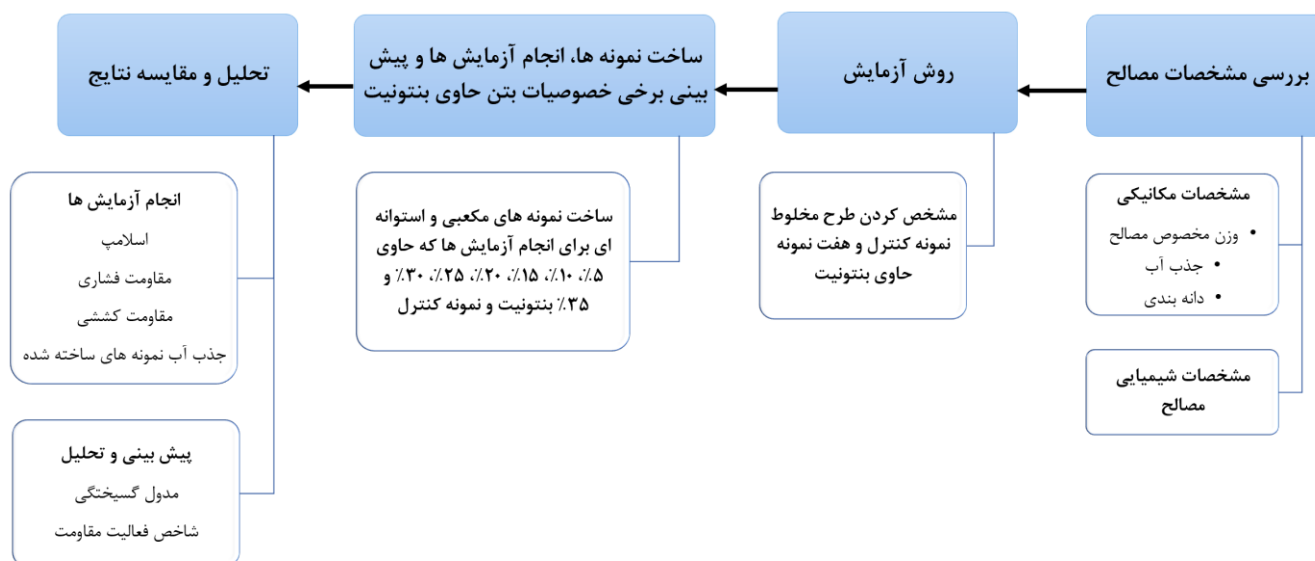 بررسی مشخصات مصالح
مشخصات مکانیکی
• وزن مخصوص مصالح
• جذب آب
• دانه بندی
مشخصات شیمیایی
مصالح
روش آزمایش
مشخص کردن طرح مخلوط
نمونه کنترل و هفت نمونه
حاوی بنتونیت
ساخت نمونه ها، انجام آزمایش ها و پیش
بینی برخی خصوصیات بتن حاوی بنتونیت
ساخت نمونه های مکعبی و استوانه
ای برای انجام آزمایش ها که حاوی
۵٪، ۱۰٪، ۱۵٪، ۲۰٪، ۲۵٪، ۳۰٪ و
۳۵٪ بنتونیت و نمونه کنترل
تحلیل و مقایسه نتایج
انجام آزمایش ها
اسلامپ
مقاومت فشاری
مقاومت کششی
جذب آب نمونه های ساخته شده
پیش بینی و تحلیل
مدول گسیختگی
شاخص فعالیت مقاومت